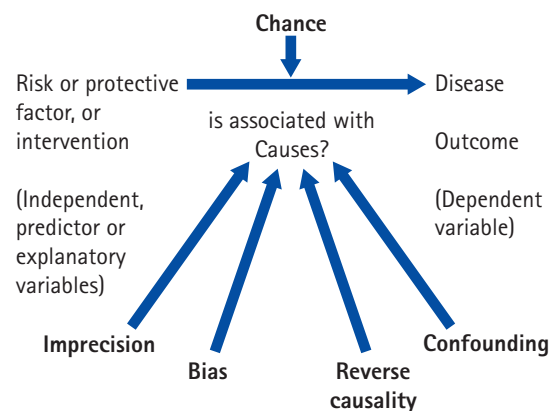 Chance
Risk or protective
factor, or
intervention
(Independent,
predictor or
explanatory
variables)
is associated with
Causes?
Disease
Outcome
(Dependent
variable)
Imprecision
Bias
Reverse
causality
Confounding